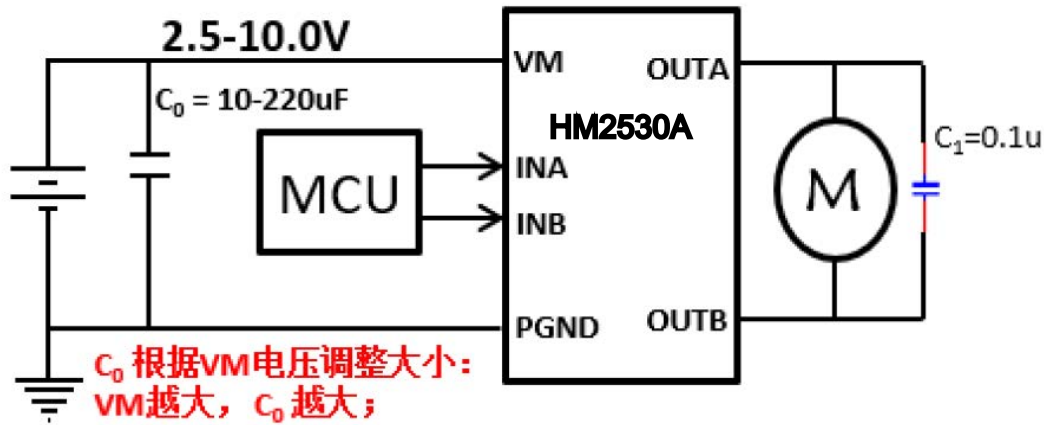 2.5-10.0V
VM
OUTA
C₀ = 10-220uF
HM2530A
C₁=0.1u
MCU
INA
M
INB
PGND
OUTB
C₀ 根据VM电压调整大小：
VM越大，C₀ 越大；